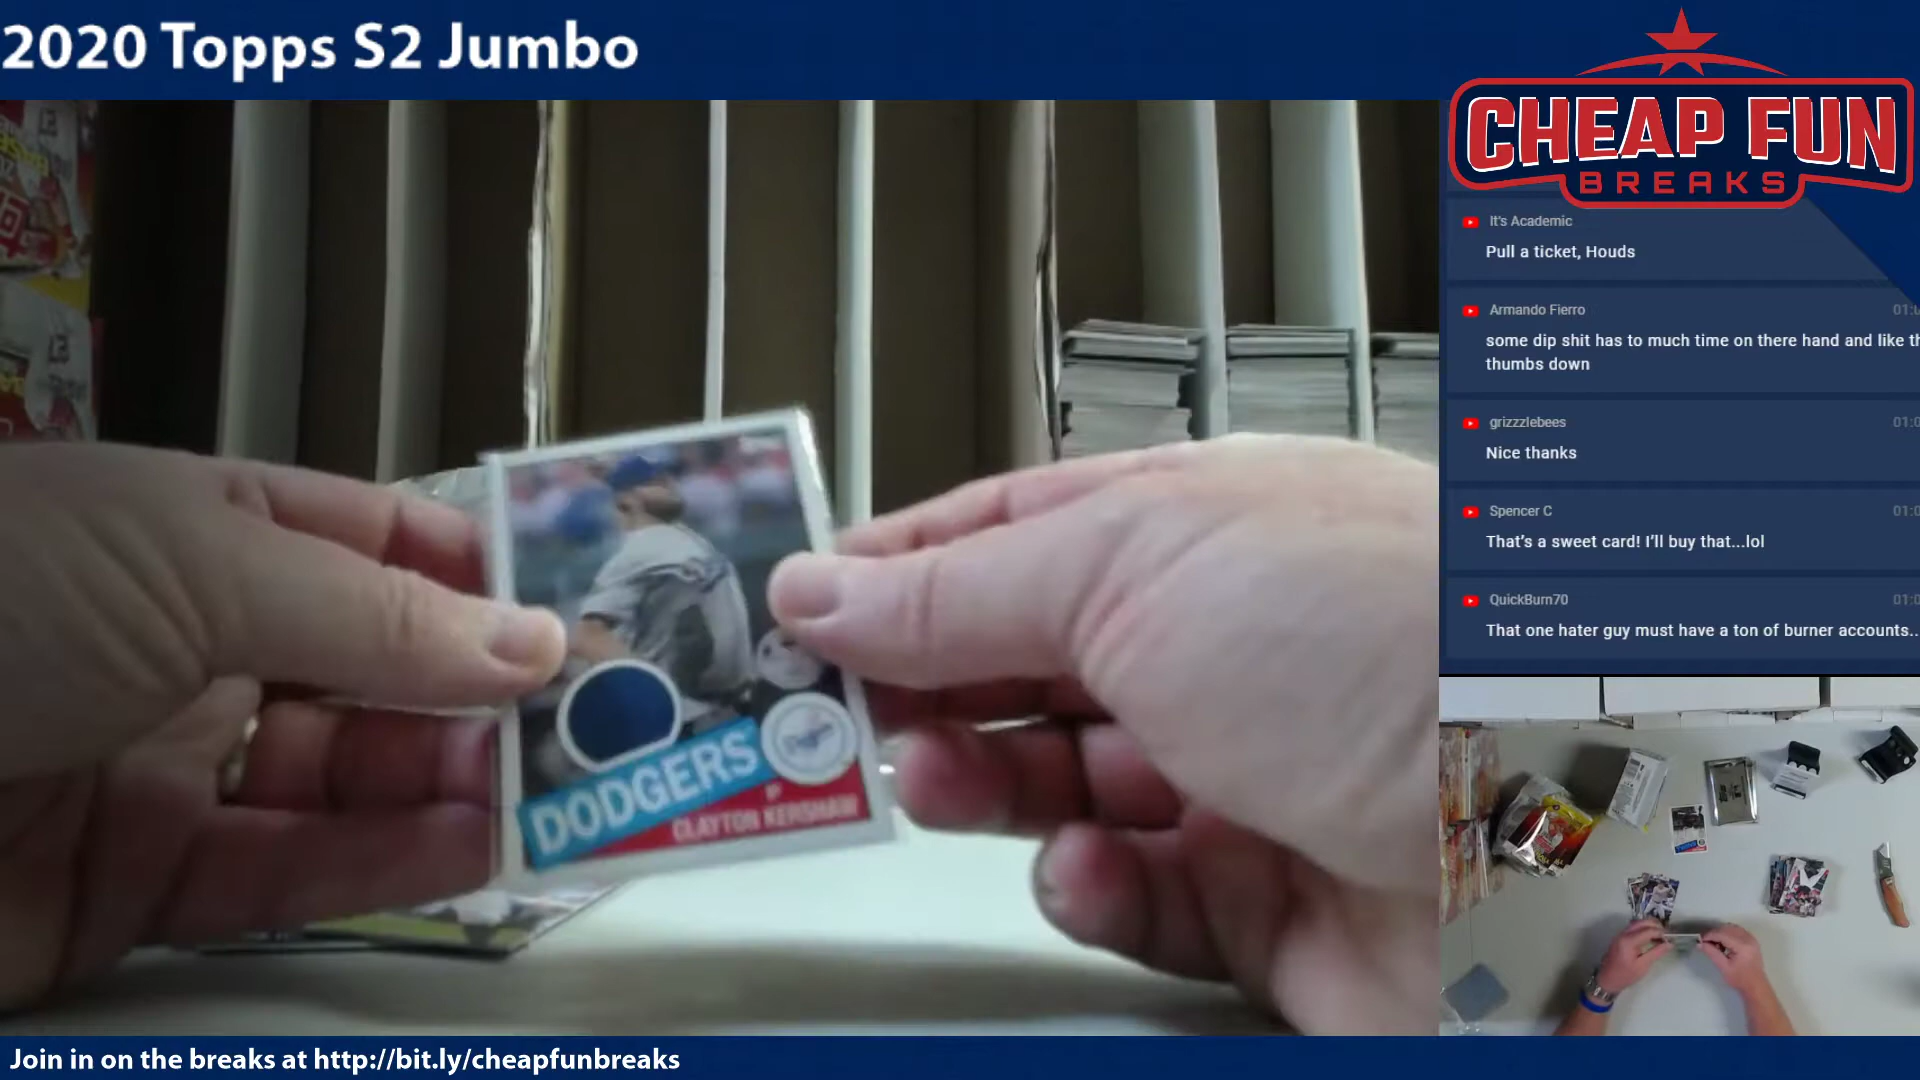 2020 Topps S2 Jumbo
CHEAP FUN
BREAKS
It's Academic
Pull a ticket, Houds
Armando Fierro
some dip shit has to much time on there hand and like
thumbs down
grizzzlebees
Nice thanks
Spencer C
That's a sweet card! I'll buy that...lol
QuickBurn70
That one hater guy must have a ton of burner accounts..
DODGERS
CLAYTON KERSHAW
Join in on the breaks at http://bit.ly/cheapfunbreaks